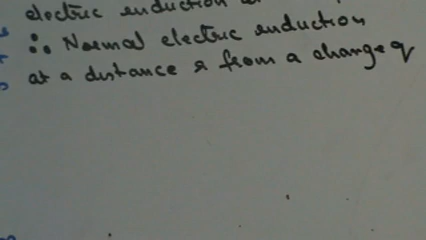 electric induction
∴ Normal electric induction
at a distance r from a charge q